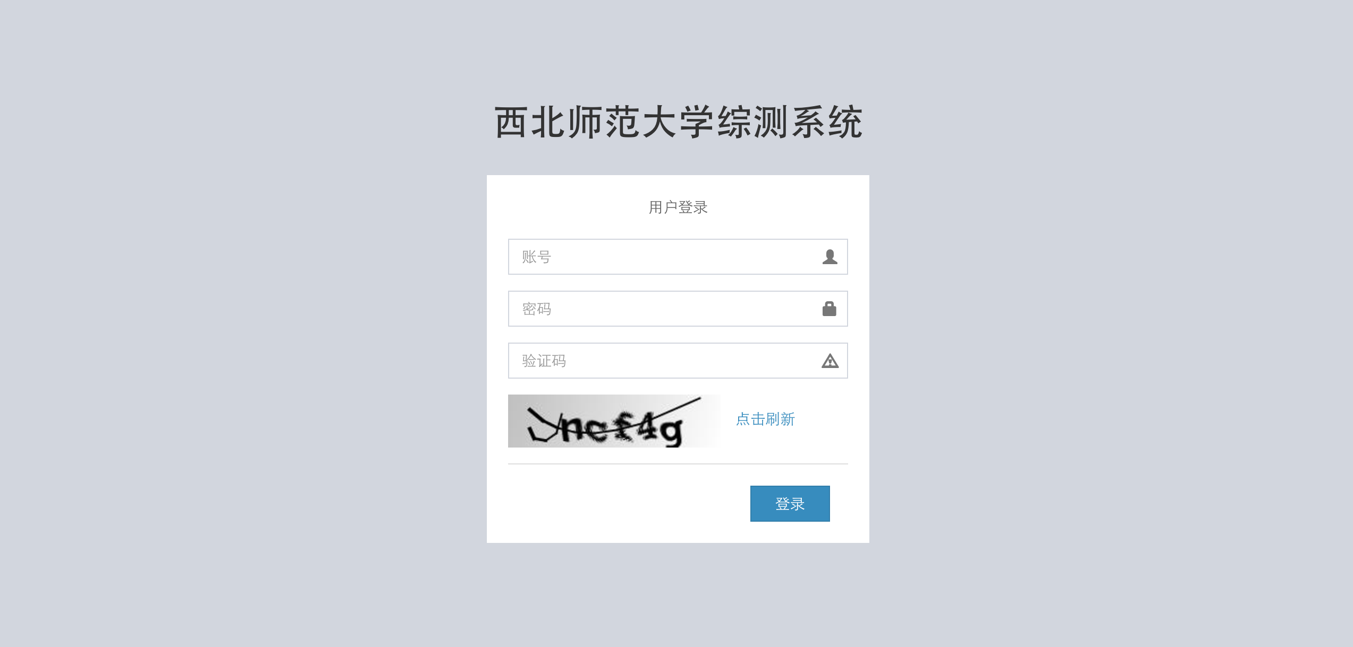 西北师范大学综测系统
用户登录
账号
密码
验证码
点击刷新
登录